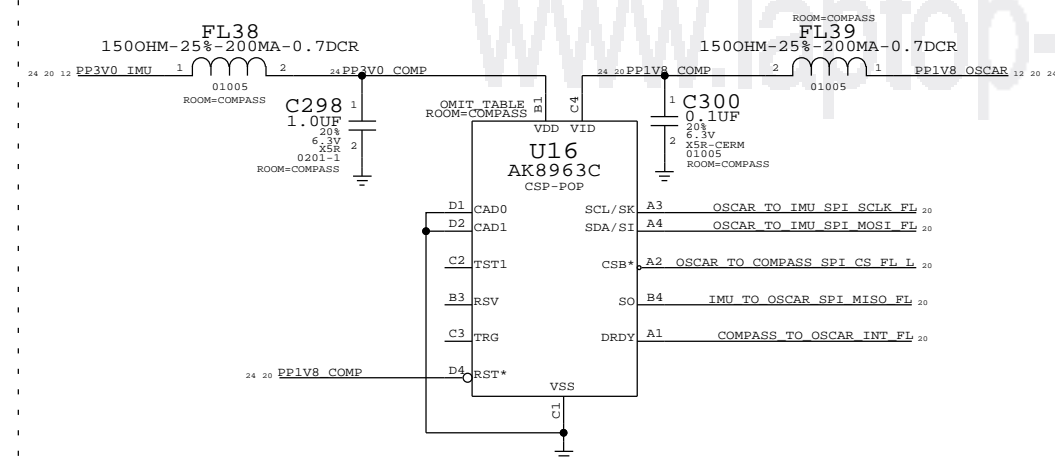 www.laptop-
ROOM=COMPASS
FL38
150OHM-25%-200MA-0.7DCR
FL39
150OHM-25%-200MA-0.7DCR
24 20 12 PP3V0_IMU 1 2 24 PP3V0_COMP
24 20 PP1V8_COMP 2 1 PP1V8_OSCAR 12 20 24
01005
ROOM=COMPASS
01005
C298 1
1.0UF
20%
6.3V
X5R 2
0201-1
ROOM=COMPASS
OMIT_TABLE
ROOM=COMPASS
B1
C4
1 C300
0.1UF
20%
6.3V
2 X5R-CERM
01005
ROOM=COMPASS
VDD VID
U16
AK8963C
CSP-POP
D1 CAD0
D2 CAD1
C2 TST1
B3 RSV
C3 TRG
24 20 PP1V8_COMP D4 RST*
SCL/SK A3 OSCAR_TO_IMU_SPI_SCLK_FL 20
SDA/SI A4 OSCAR_TO_IMU_SPI_MOSI_FL 20
CSB* A2 OSCAR_TO_COMPASS_SPI_CS_FL_L 20
SO B4 IMU_TO_OSCAR_SPI_MISO_FL 20
DRDY A1 COMPASS_TO_OSCAR_INT_FL 20
VSS
C1